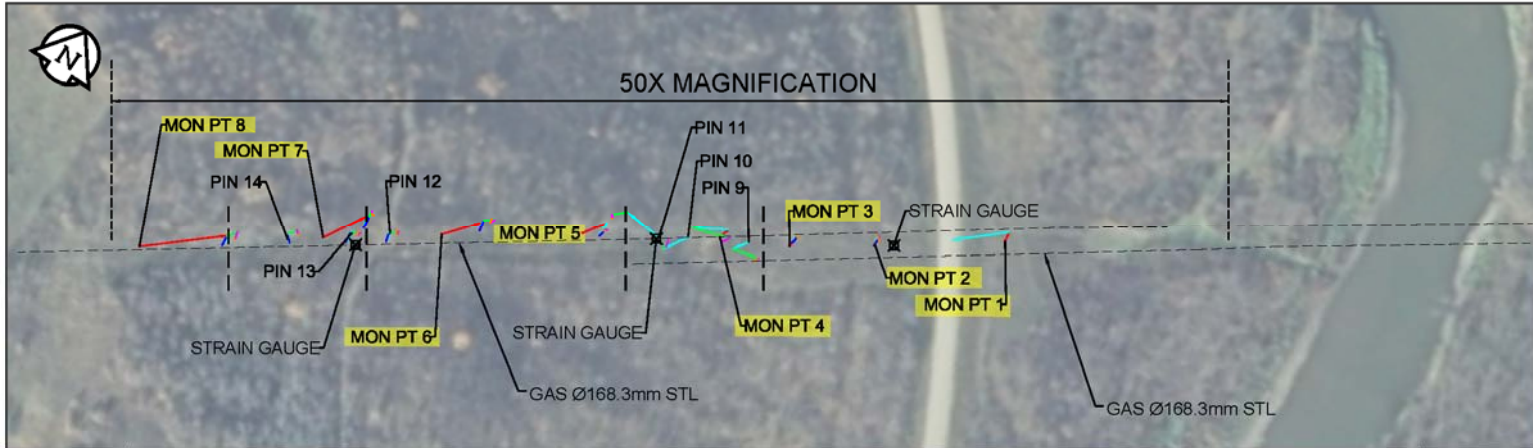 N
50X MAGNIFICATION
MON PT 8
PIN 11
MON PT 7
PIN 10
PIN 14
PIN 12
PIN 9
MON PT 5
MON PT 3
STRAIN GAUGE
PIN 13
MON PT 2
MON PT 1
MON PT 6
STRAIN GAUGE
MON PT 4
STRAIN GAUGE
GAS Ø168.3mm STL
GAS Ø168.3mm STL